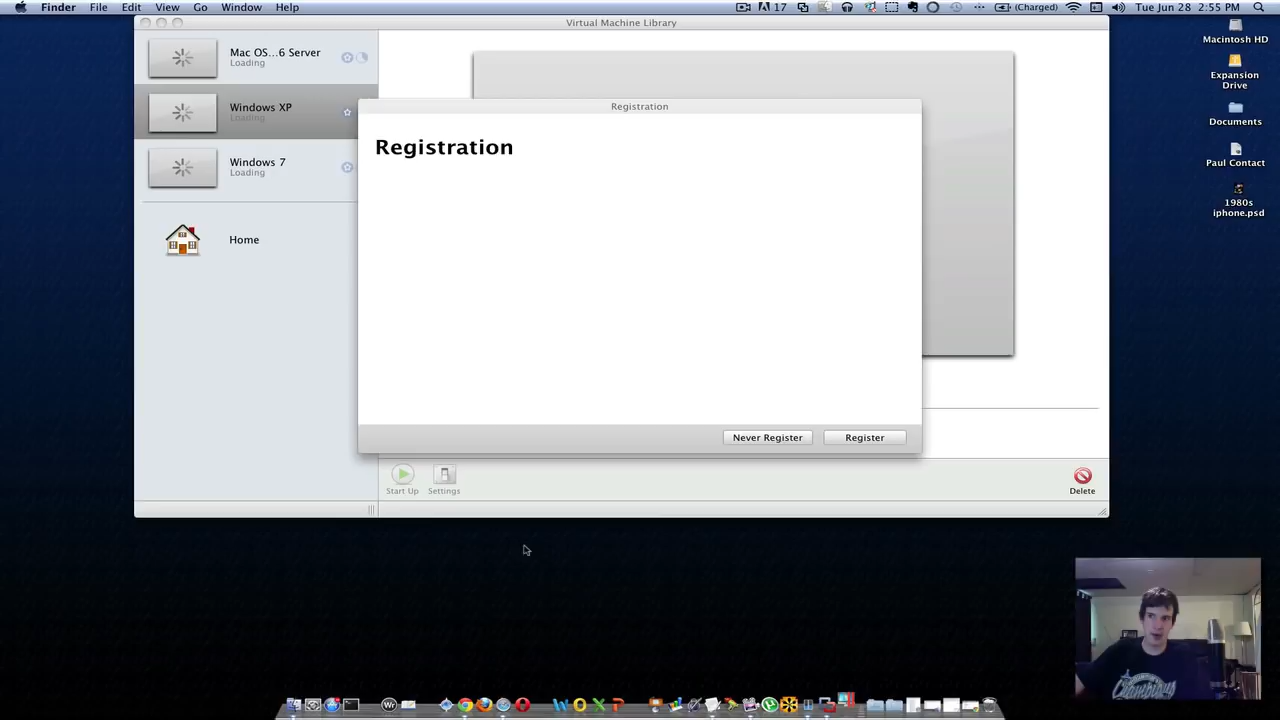 Finder File Edit View Go Window Help
17
(Charged)
Tue Jun 28 2:55 PM
Virtual Machine Library
Mac OS...6 Server
Loading
Windows XP
Loading
Windows 7
Loading
Home
Registration
Registration
Never Register
Register
Start Up
Settings
Delete
Macintosh HD
Expansion
Drive
Documents
Paul Contact
1980s
iphone.psd